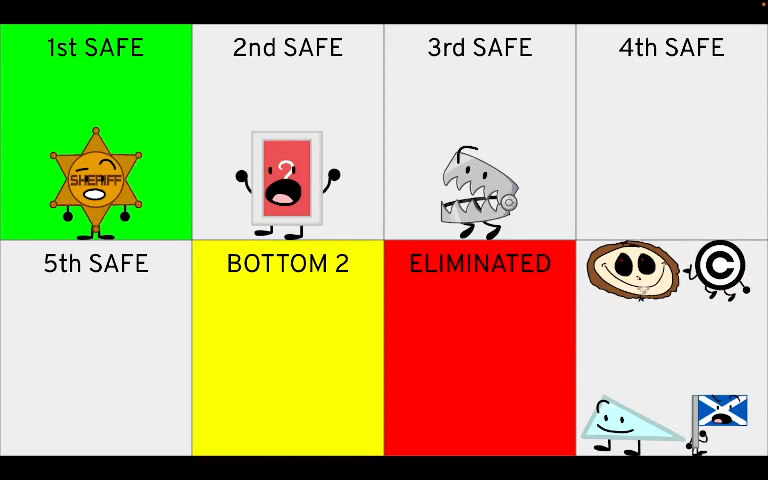 1st SAFE
2nd SAFE
3rd SAFE
4th SAFE
SHERIFF
?
5th SAFE
BOTTOM 2
ELIMINATED
C